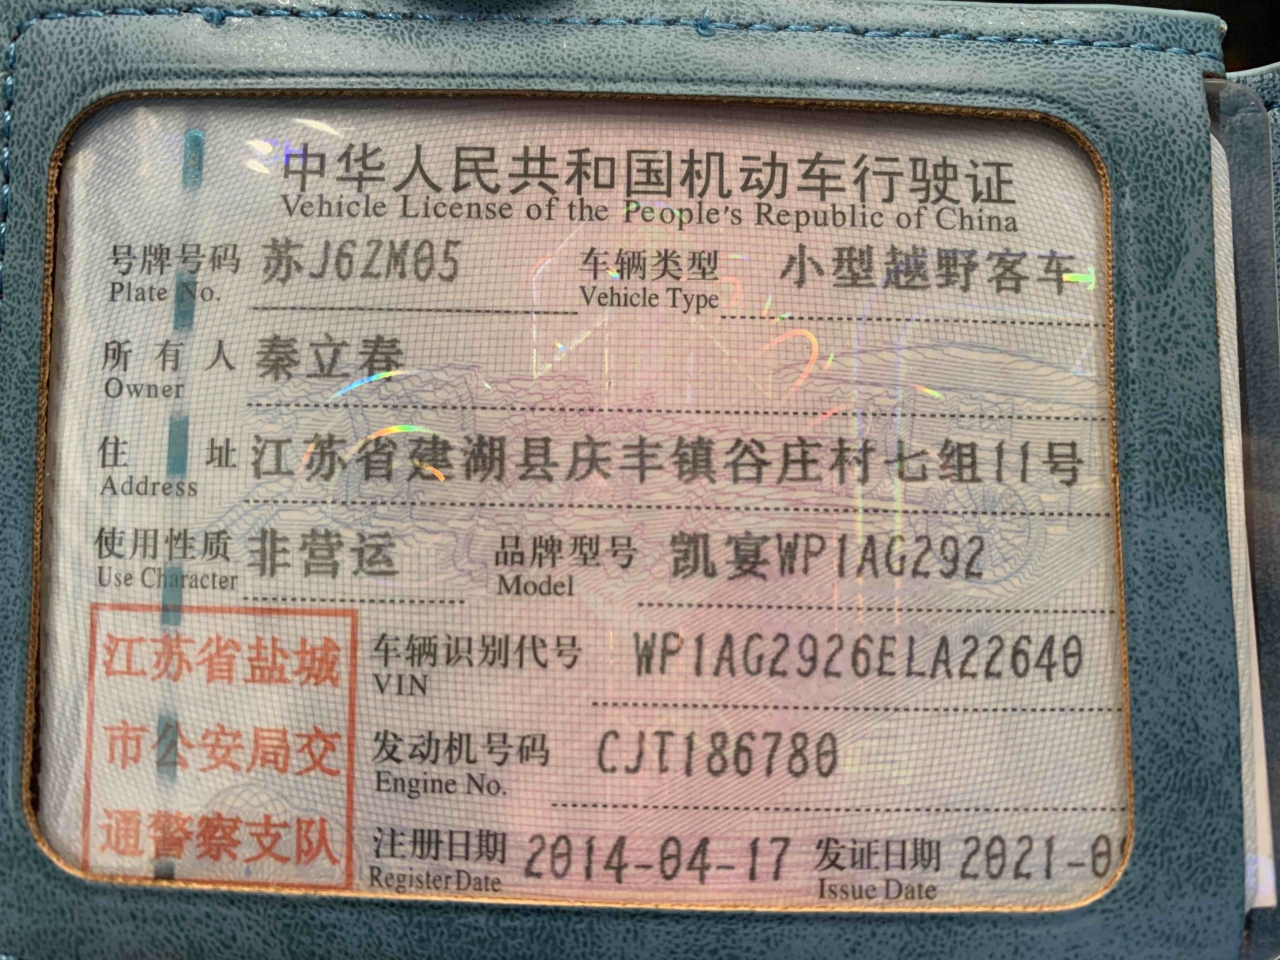 中华人民共和国机动车行驶证
Vehicle License of the People's Republic of China
号牌号码 苏J6ZM05 车辆类型 小型越野客车
Plate No. Vehicle Type
所有人 秦立春
Owner
住址 江苏省建湖县庆丰镇谷庄村七组11号
Address
使用性质 非营运 品牌型号 凯宴WP1AG292
Use Character Model
车辆识别代号 WP1AG2926ELA22640
VIN
发动机号码 CJT186780
Engine No.
注册日期 2014-04-17 发证日期 2021-0
Register Date Issue Date
江苏省盐城
市公安局交
通警察支队